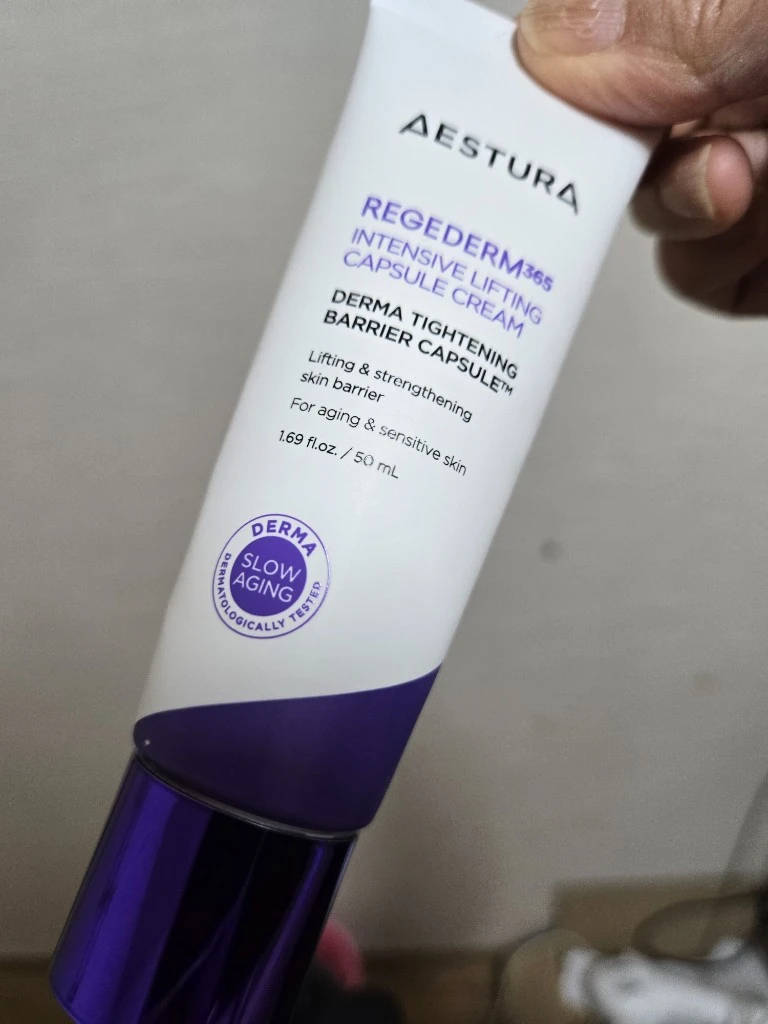 AESTURA
REGEDERM³⁶⁵
INTENSIVE LIFTING
CAPSULE CREAM
DERMA TIGHTENING
BARRIER CAPSULE™
Lifting & strengthening
skin barrier
For aging & sensitive skin
1.69 fl.oz. / 50 mL
DERMA
SLOW
AGING
DERMATOLOGICALLY TESTED